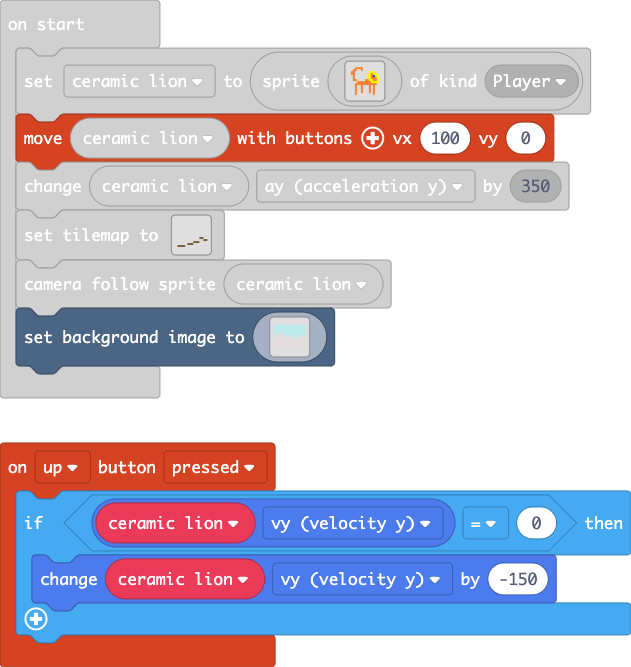 on start
set ceramic lion to sprite of kind Player
move ceramic lion with buttons vx 100 vy 0
change ceramic lion ay (acceleration y) by 350
set tilemap to
camera follow sprite ceramic lion
set background image to
on up button pressed
if ceramic lion vy (velocity y) = 0 then
change ceramic lion vy (velocity y) by -150